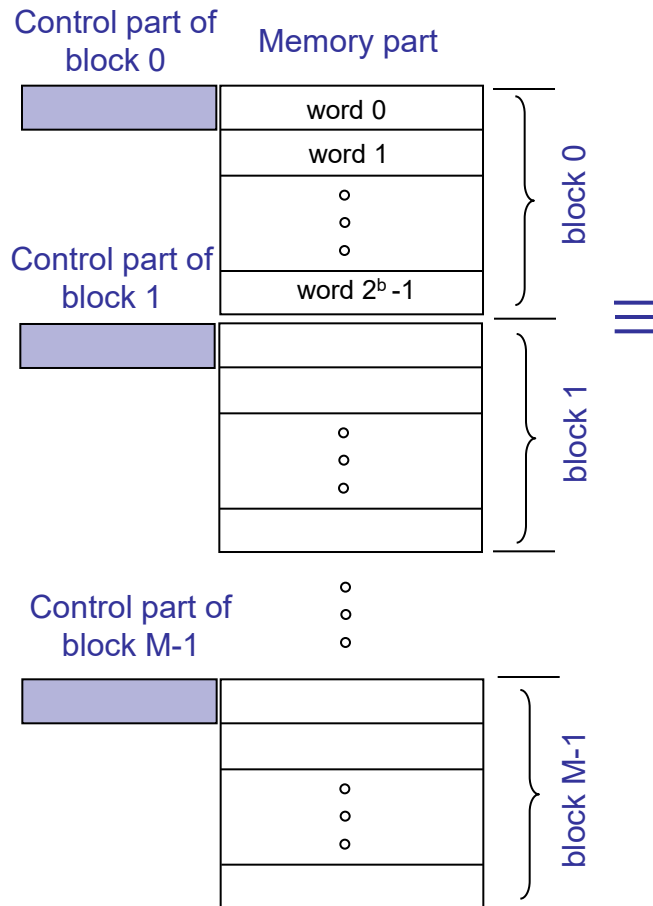 Control part of
block 0
Memory part
word 0
word 1
word 2ᵇ -1
block 0
Control part of
block 1
block 1
Control part of
block M-1
block M-1